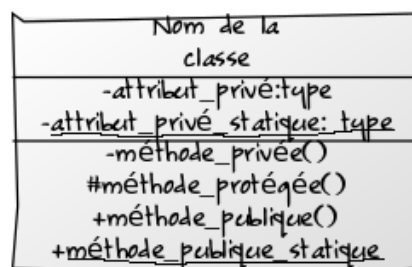 Nom de la
classe
-attribut_privé:type
-attribut_privé_statique: type
-méthode_privée()
#méthode_protégée()
+méthode_publique()
+méthode_publique_statique